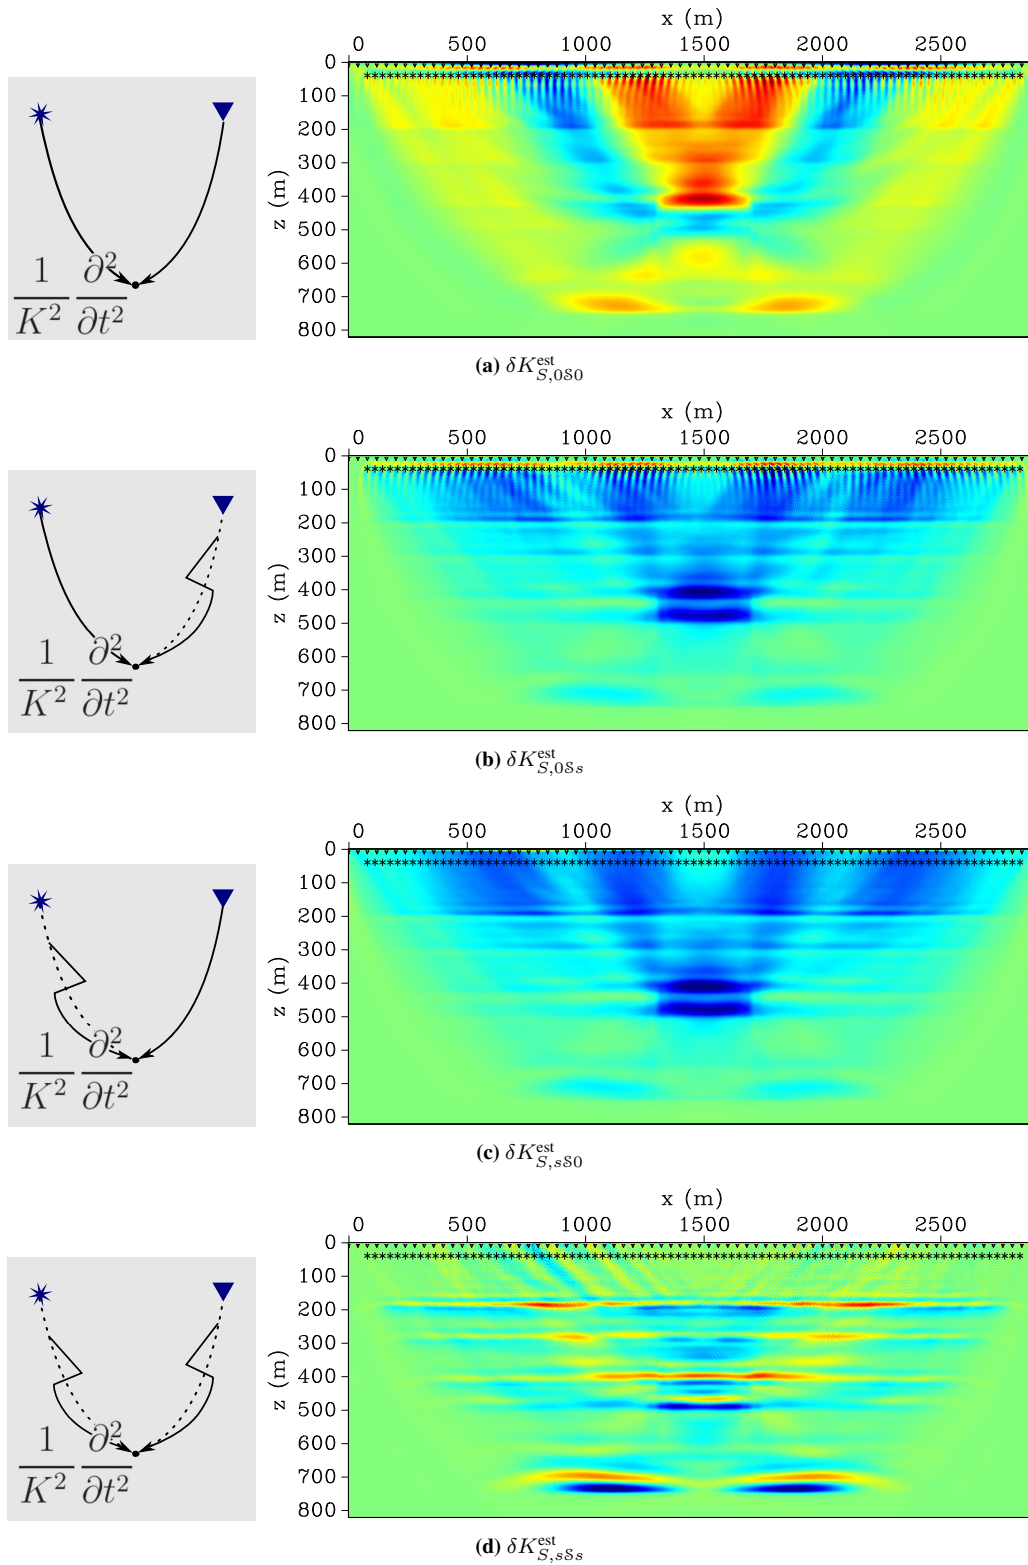 x (m)
0 500 1000 1500 2000 2500
0
100
200
300
400
500
600
700
800
z (m)
1/K² ∂²/∂t²
(a) δK^est_{S,0𝒮0}
x (m)
0 500 1000 1500 2000 2500
0
100
200
300
400
500
600
700
800
z (m)
1/K² ∂²/∂t²
(b) δK^est_{S,0𝒮s}
x (m)
0 500 1000 1500 2000 2500
0
100
200
300
400
500
600
700
800
z (m)
1/K² ∂²/∂t²
(c) δK^est_{S,s𝒮0}
x (m)
0 500 1000 1500 2000 2500
0
100
200
300
400
500
600
700
800
z (m)
1/K² ∂²/∂t²
(d) δK^est_{S,s𝒮s}